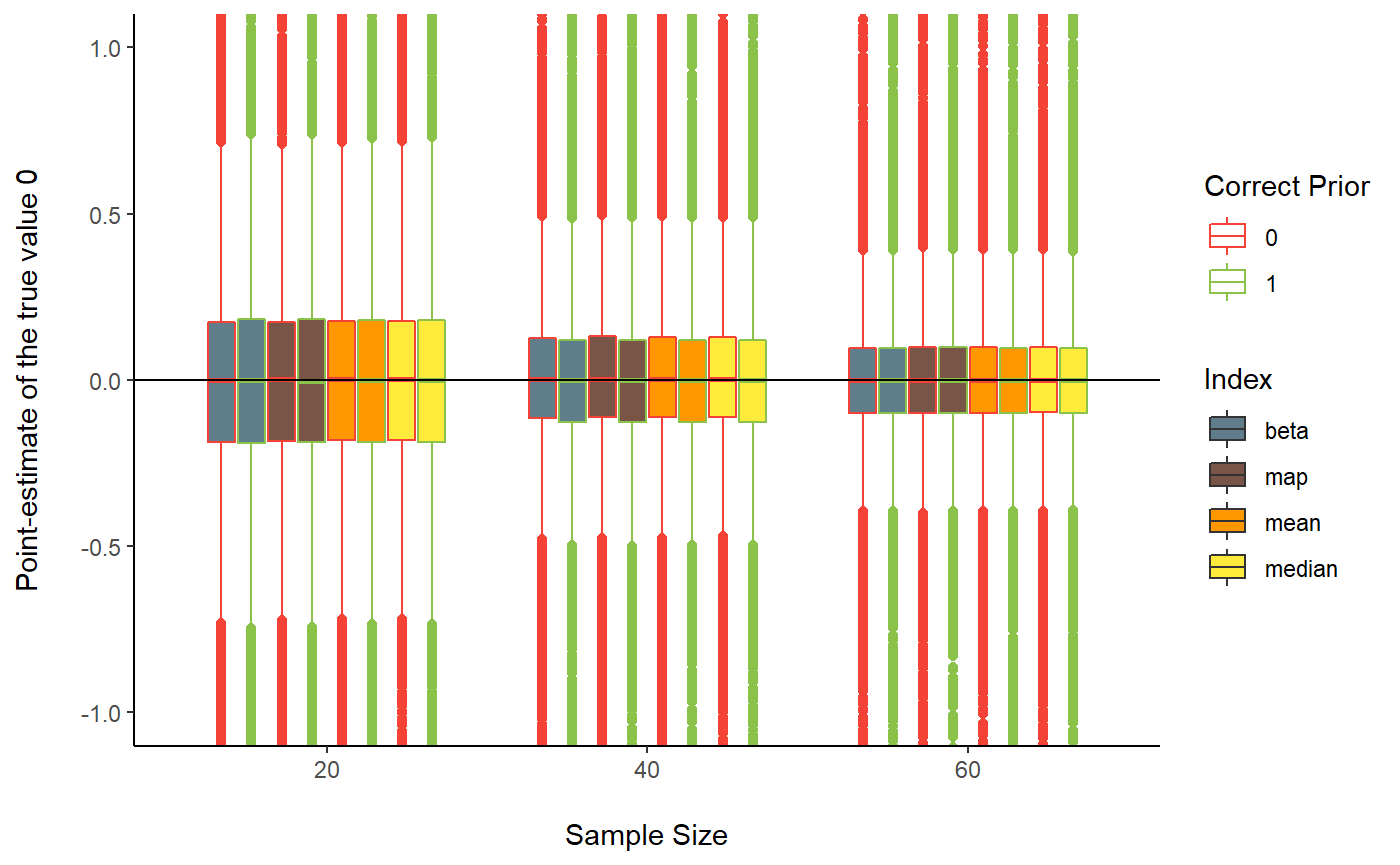 Point-estimate of the true value 0
1.0
0.5
0.0
-0.5
-1.0
20
40
60
Sample Size
Correct Prior
0
1
Index
beta
map
mean
median